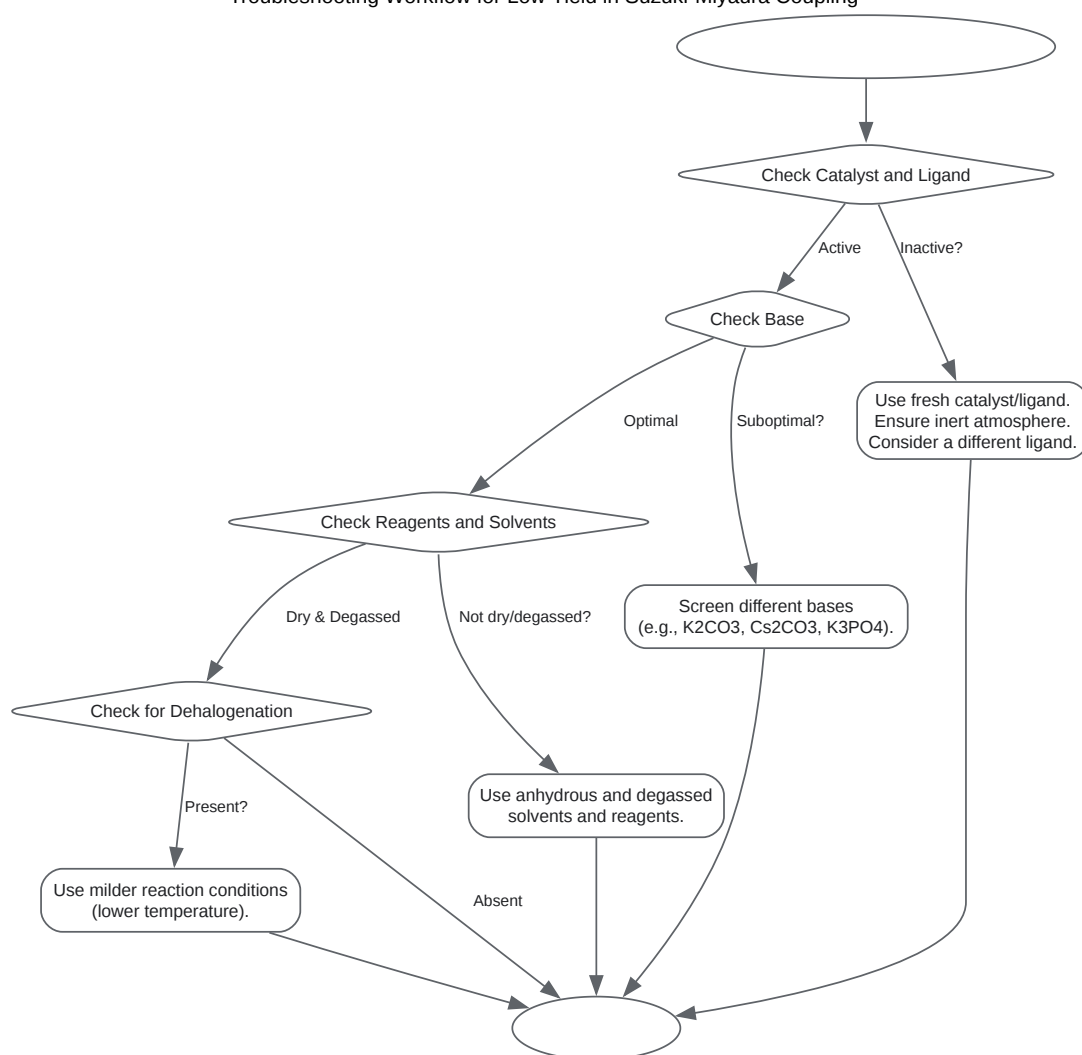 Troubleshooting Workflow for Low Yield in Suzuki-Miyaura Coupling
Check Catalyst and Ligand
Active
Inactive?
Check Base
Use fresh catalyst/ligand.
Ensure inert atmosphere.
Consider a different ligand.
Optimal
Suboptimal?
Check Reagents and Solvents
Screen different bases
(e.g., K2CO3, Cs2CO3, K3PO4).
Dry & Degassed
Not dry/degassed?
Check for Dehalogenation
Use anhydrous and degassed
solvents and reagents.
Present?
Use milder reaction conditions
(lower temperature).
Absent